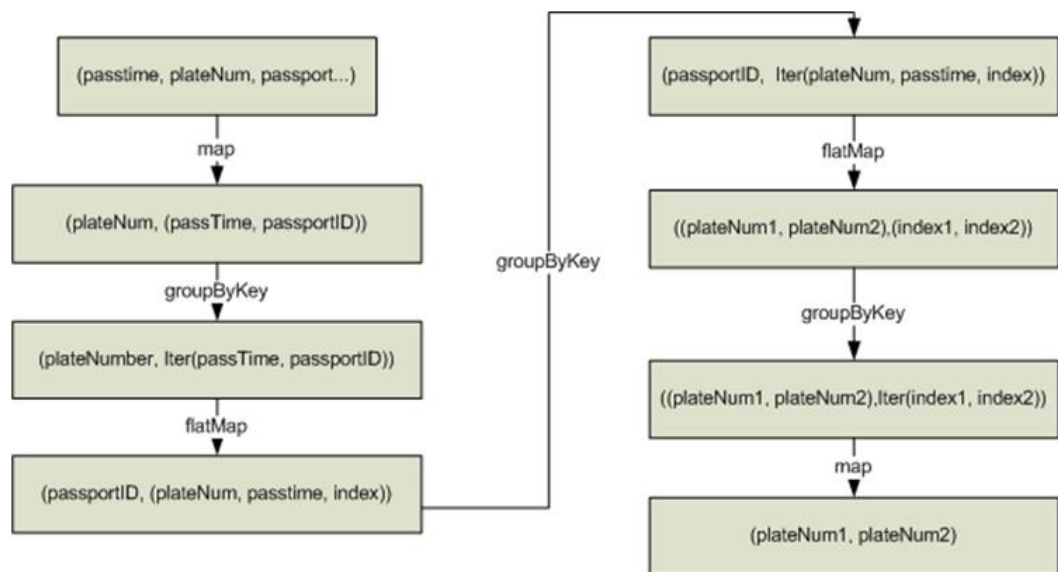 (passtime, plateNum, passport...)
map
(plateNum, (passTime, passportID))
groupByKey
(plateNumber, Iter(passTime, passportID))
flatMap
(passportID, (plateNum, passtime, index))
groupByKey
(passportID, Iter(plateNum, passtime, index))
flatMap
((plateNum1, plateNum2),(index1, index2))
groupByKey
((plateNum1, plateNum2),Iter(index1, index2))
map
(plateNum1, plateNum2)